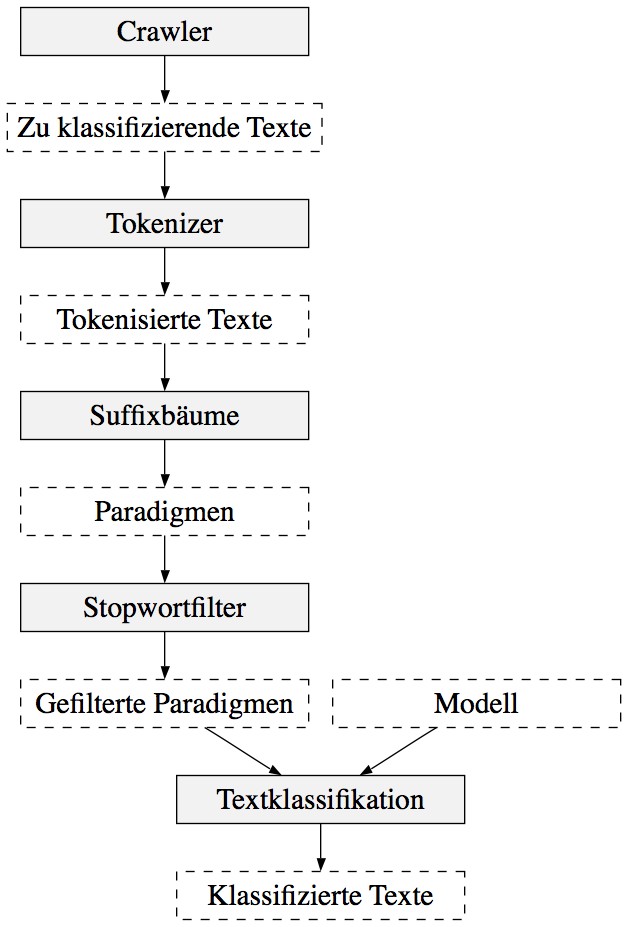 Crawler
Zu klassifizierende Texte
Tokenizer
Tokenisierte Texte
Suffixbäume
Paradigmen
Stopwortfilter
Gefilterte Paradigmen
Modell
Textklassifikation
Klassifizierte Texte